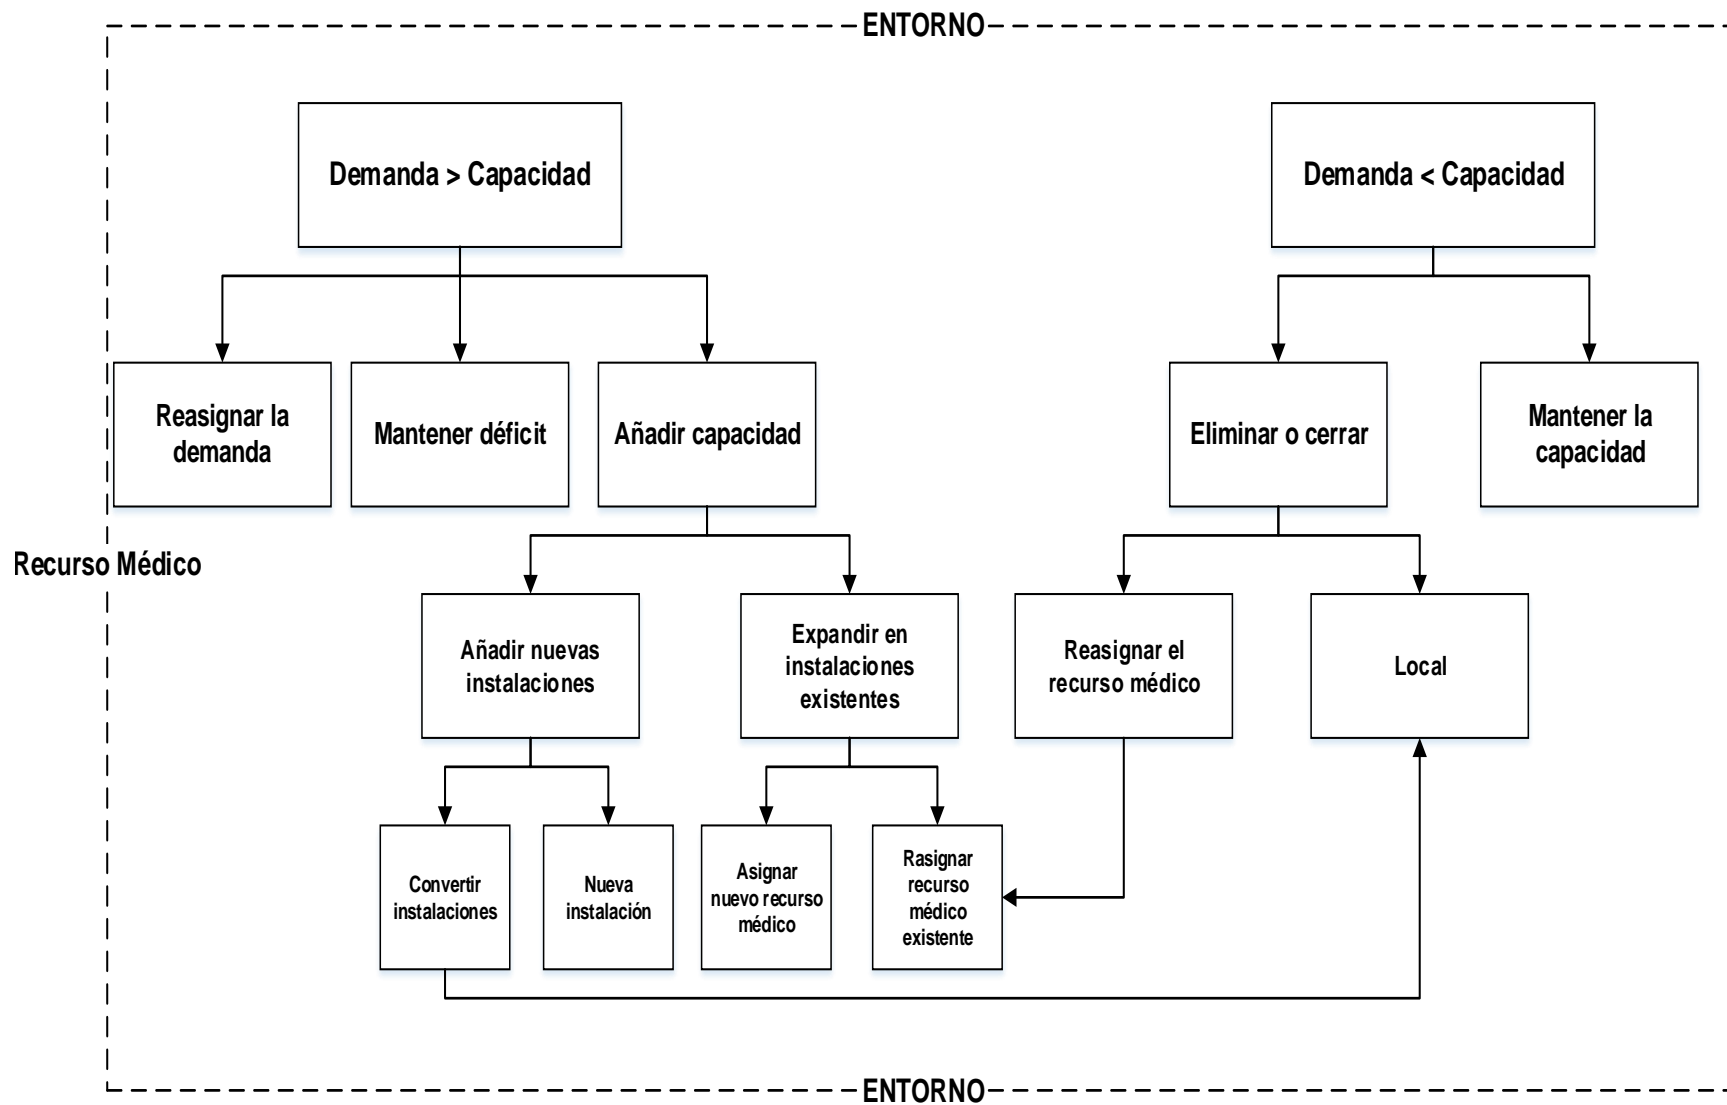 ENTORNO
Demanda > Capacidad
Demanda < Capacidad
Reasignar la
demanda
Mantener déficit
Añadir capacidad
Eliminar o cerrar
Mantener la
capacidad
Recurso Médico
Añadir nuevas
instalaciones
Expandir en
instalaciones
existentes
Reasignar el
recurso médico
Local
Convertir
instalaciones
Nueva
instalación
Asignar
nuevo recurso
médico
Rasignar
recurso
médico
existente
ENTORNO